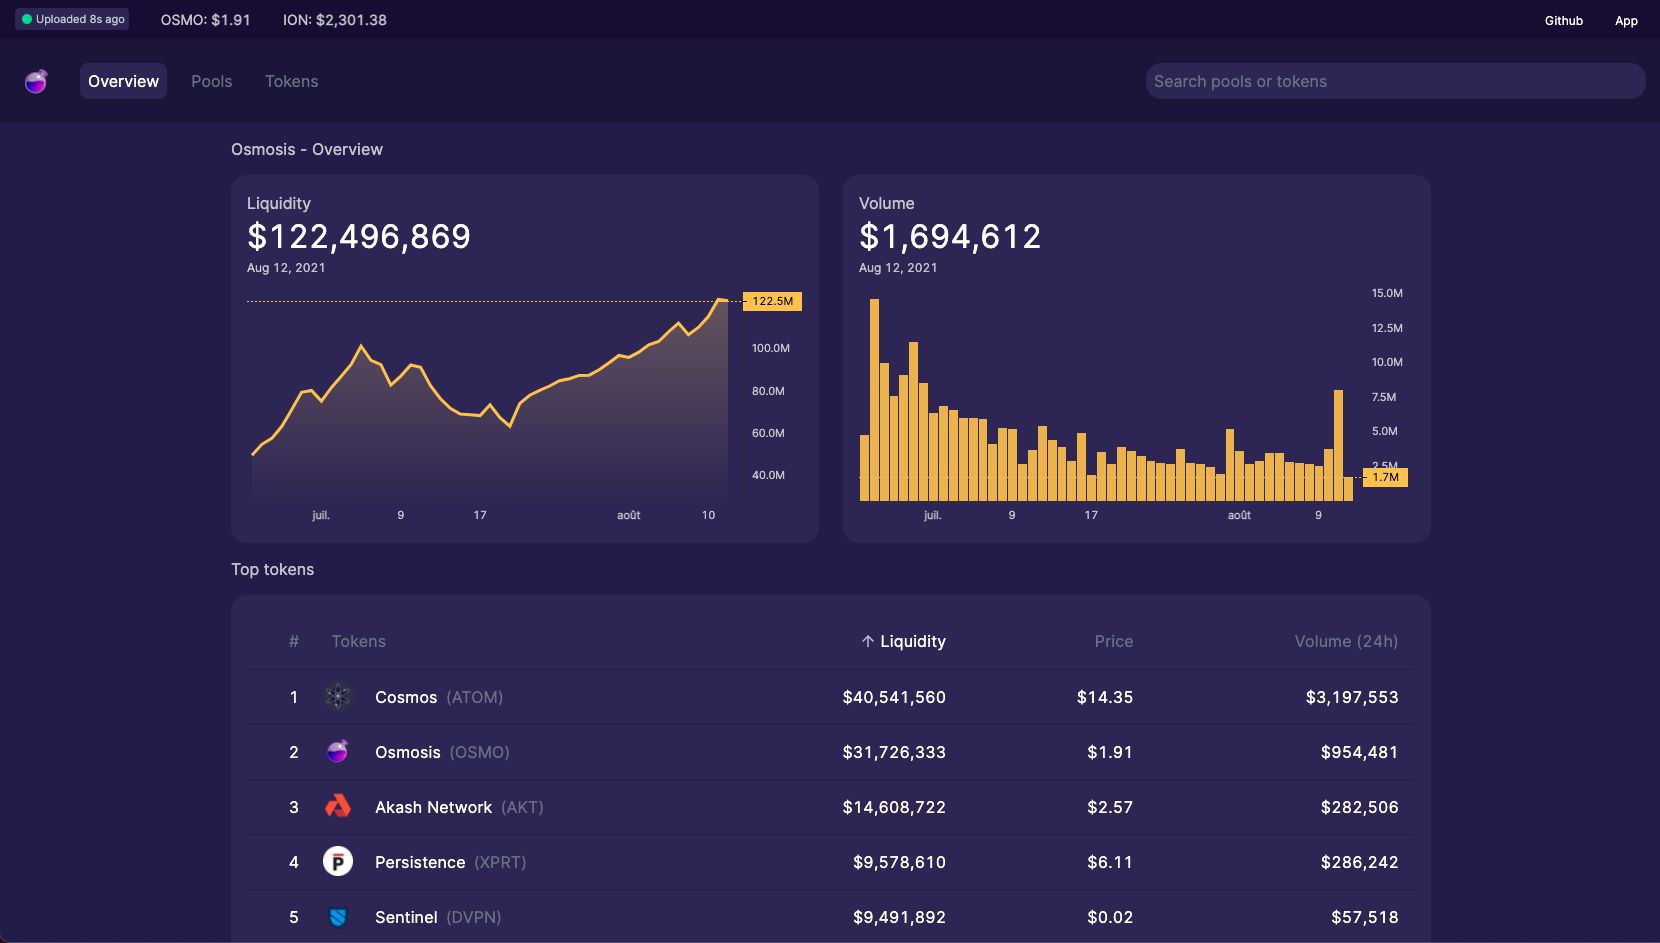 Uploaded 8s ago OSMO: $1.91 ION: $2,301.38 Github App
Overview Pools Tokens Search pools or tokens
Osmosis - Overview
Liquidity
$122,496,869
Aug 12, 2021
122.5M
100.0M
80.0M
60.0M
40.0M
juil. 9 17 août 10
Volume
$1,694,612
Aug 12, 2021
15.0M
12.5M
10.0M
7.5M
5.0M
2.5M
1.7M
juil. 9 17 août 9
Top tokens
# Tokens ↑ Liquidity Price Volume (24h)
1 Cosmos (ATOM) $40,541,560 $14.35 $3,197,553
2 Osmosis (OSMO) $31,726,333 $1.91 $954,481
3 Akash Network (AKT) $14,608,722 $2.57 $282,506
4 Persistence (XPRT) $9,578,610 $6.11 $286,242
5 Sentinel (DVPN) $9,491,892 $0.02 $57,518